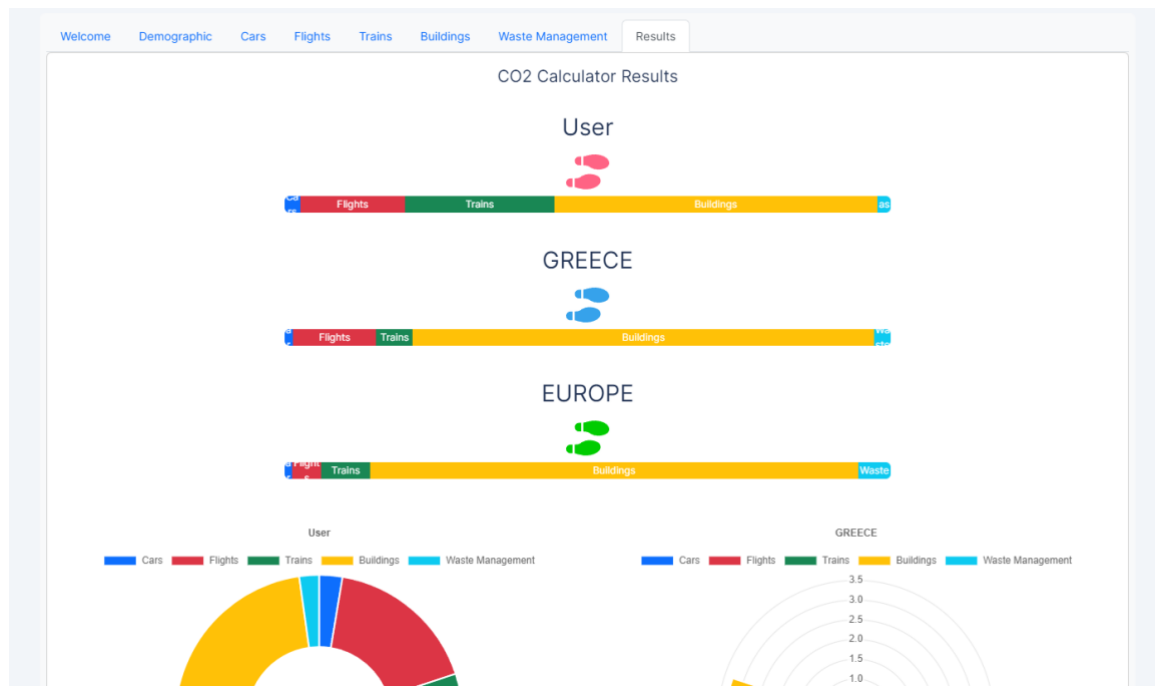 Welcome Demographic Cars Flights Trains Buildings Waste Management Results
CO2 Calculator Results
User
Flights Trains Buildings
GREECE
Flights Trains Buildings
EUROPE
Trains Buildings Waste
User
Cars Flights Trains Buildings Waste Management
GREECE
Cars Flights Trains Buildings Waste Management
3.5
3.0
2.5
2.0
1.5
1.0